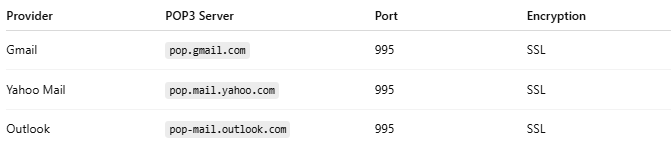 Provider POP3 Server Port Encryption
Gmail pop.gmail.com 995 SSL
Yahoo Mail pop.mail.yahoo.com 995 SSL
Outlook pop-mail.outlook.com 995 SSL